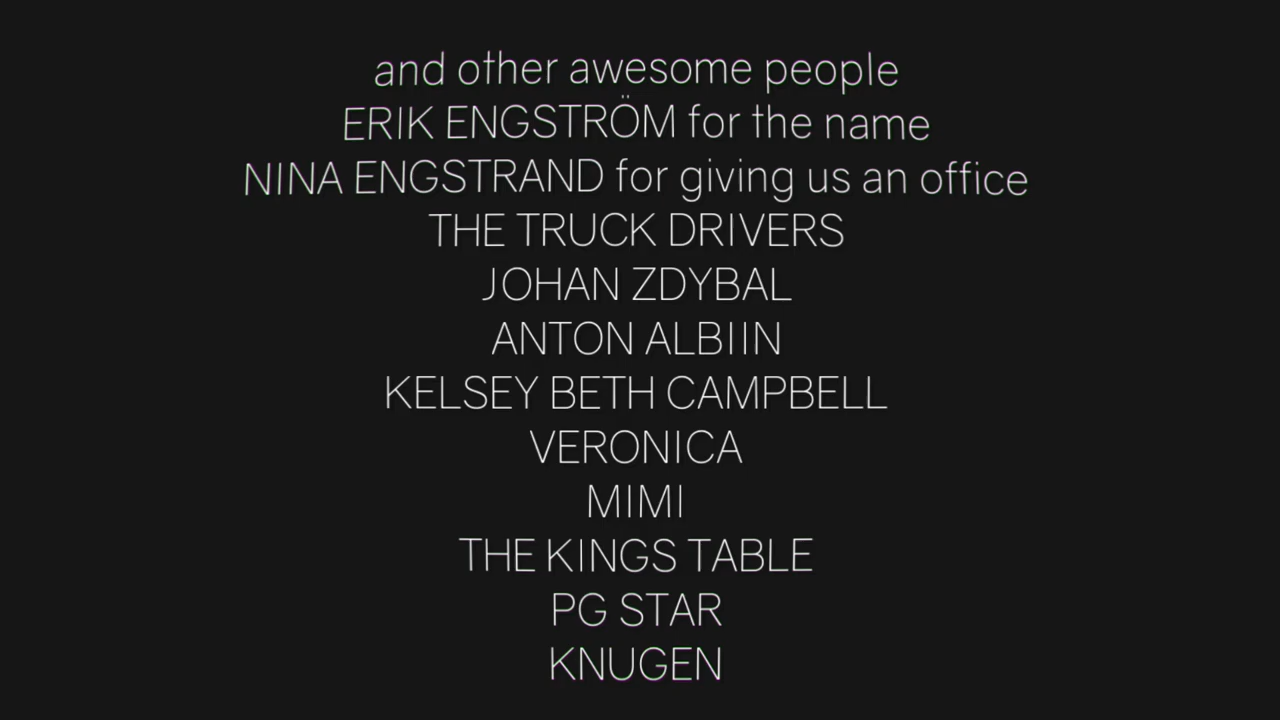 and other awesome people
ERIK ENGSTRÖM for the name
NINA ENGSTRAND for giving us an office
THE TRUCK DRIVERS
JOHAN ZDYBAL
ANTON ALBIIN
KELSEY BETH CAMPBELL
VERONICA
MIMI
THE KINGS TABLE
PG STAR
KNUGEN